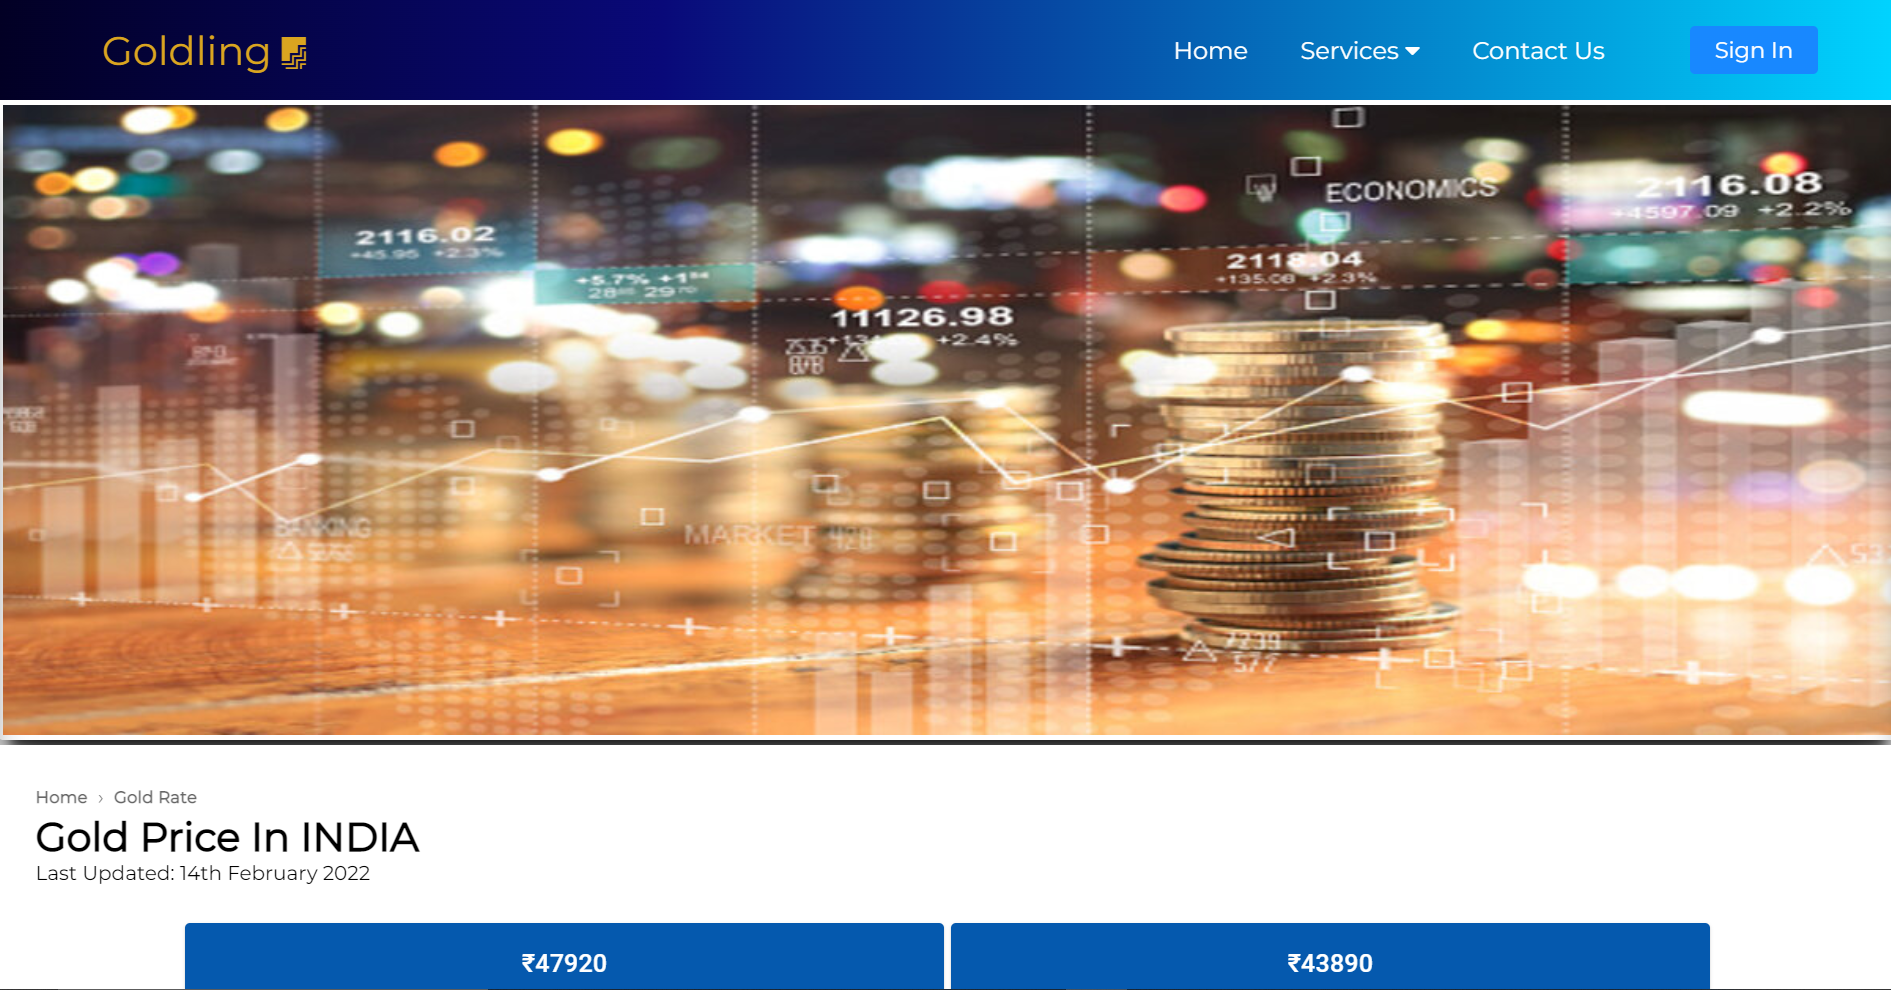 Goldling
Home
Services
Contact Us
Sign In
ECONOMICS
2116.08
+4597.09 +2.2%
2116.02
+45.95 +2.3%
2118.04
+135.08 +2.3%
+5.7% +1
11126.98
+2.4%
BANKING
MARKET
7239
577
Home › Gold Rate
Gold Price In INDIA
Last Updated: 14th February 2022
₹47920
₹43890